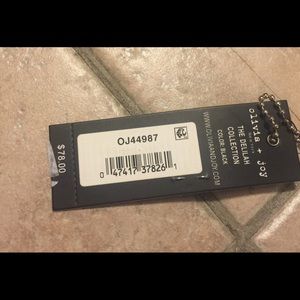 olivia + joy
THE DELILAH
COLLECTION
COLOR: BLACK
WWW.OLIVIAANDJOY.COM
OJ44987
0 47417 37826 1
$78.00